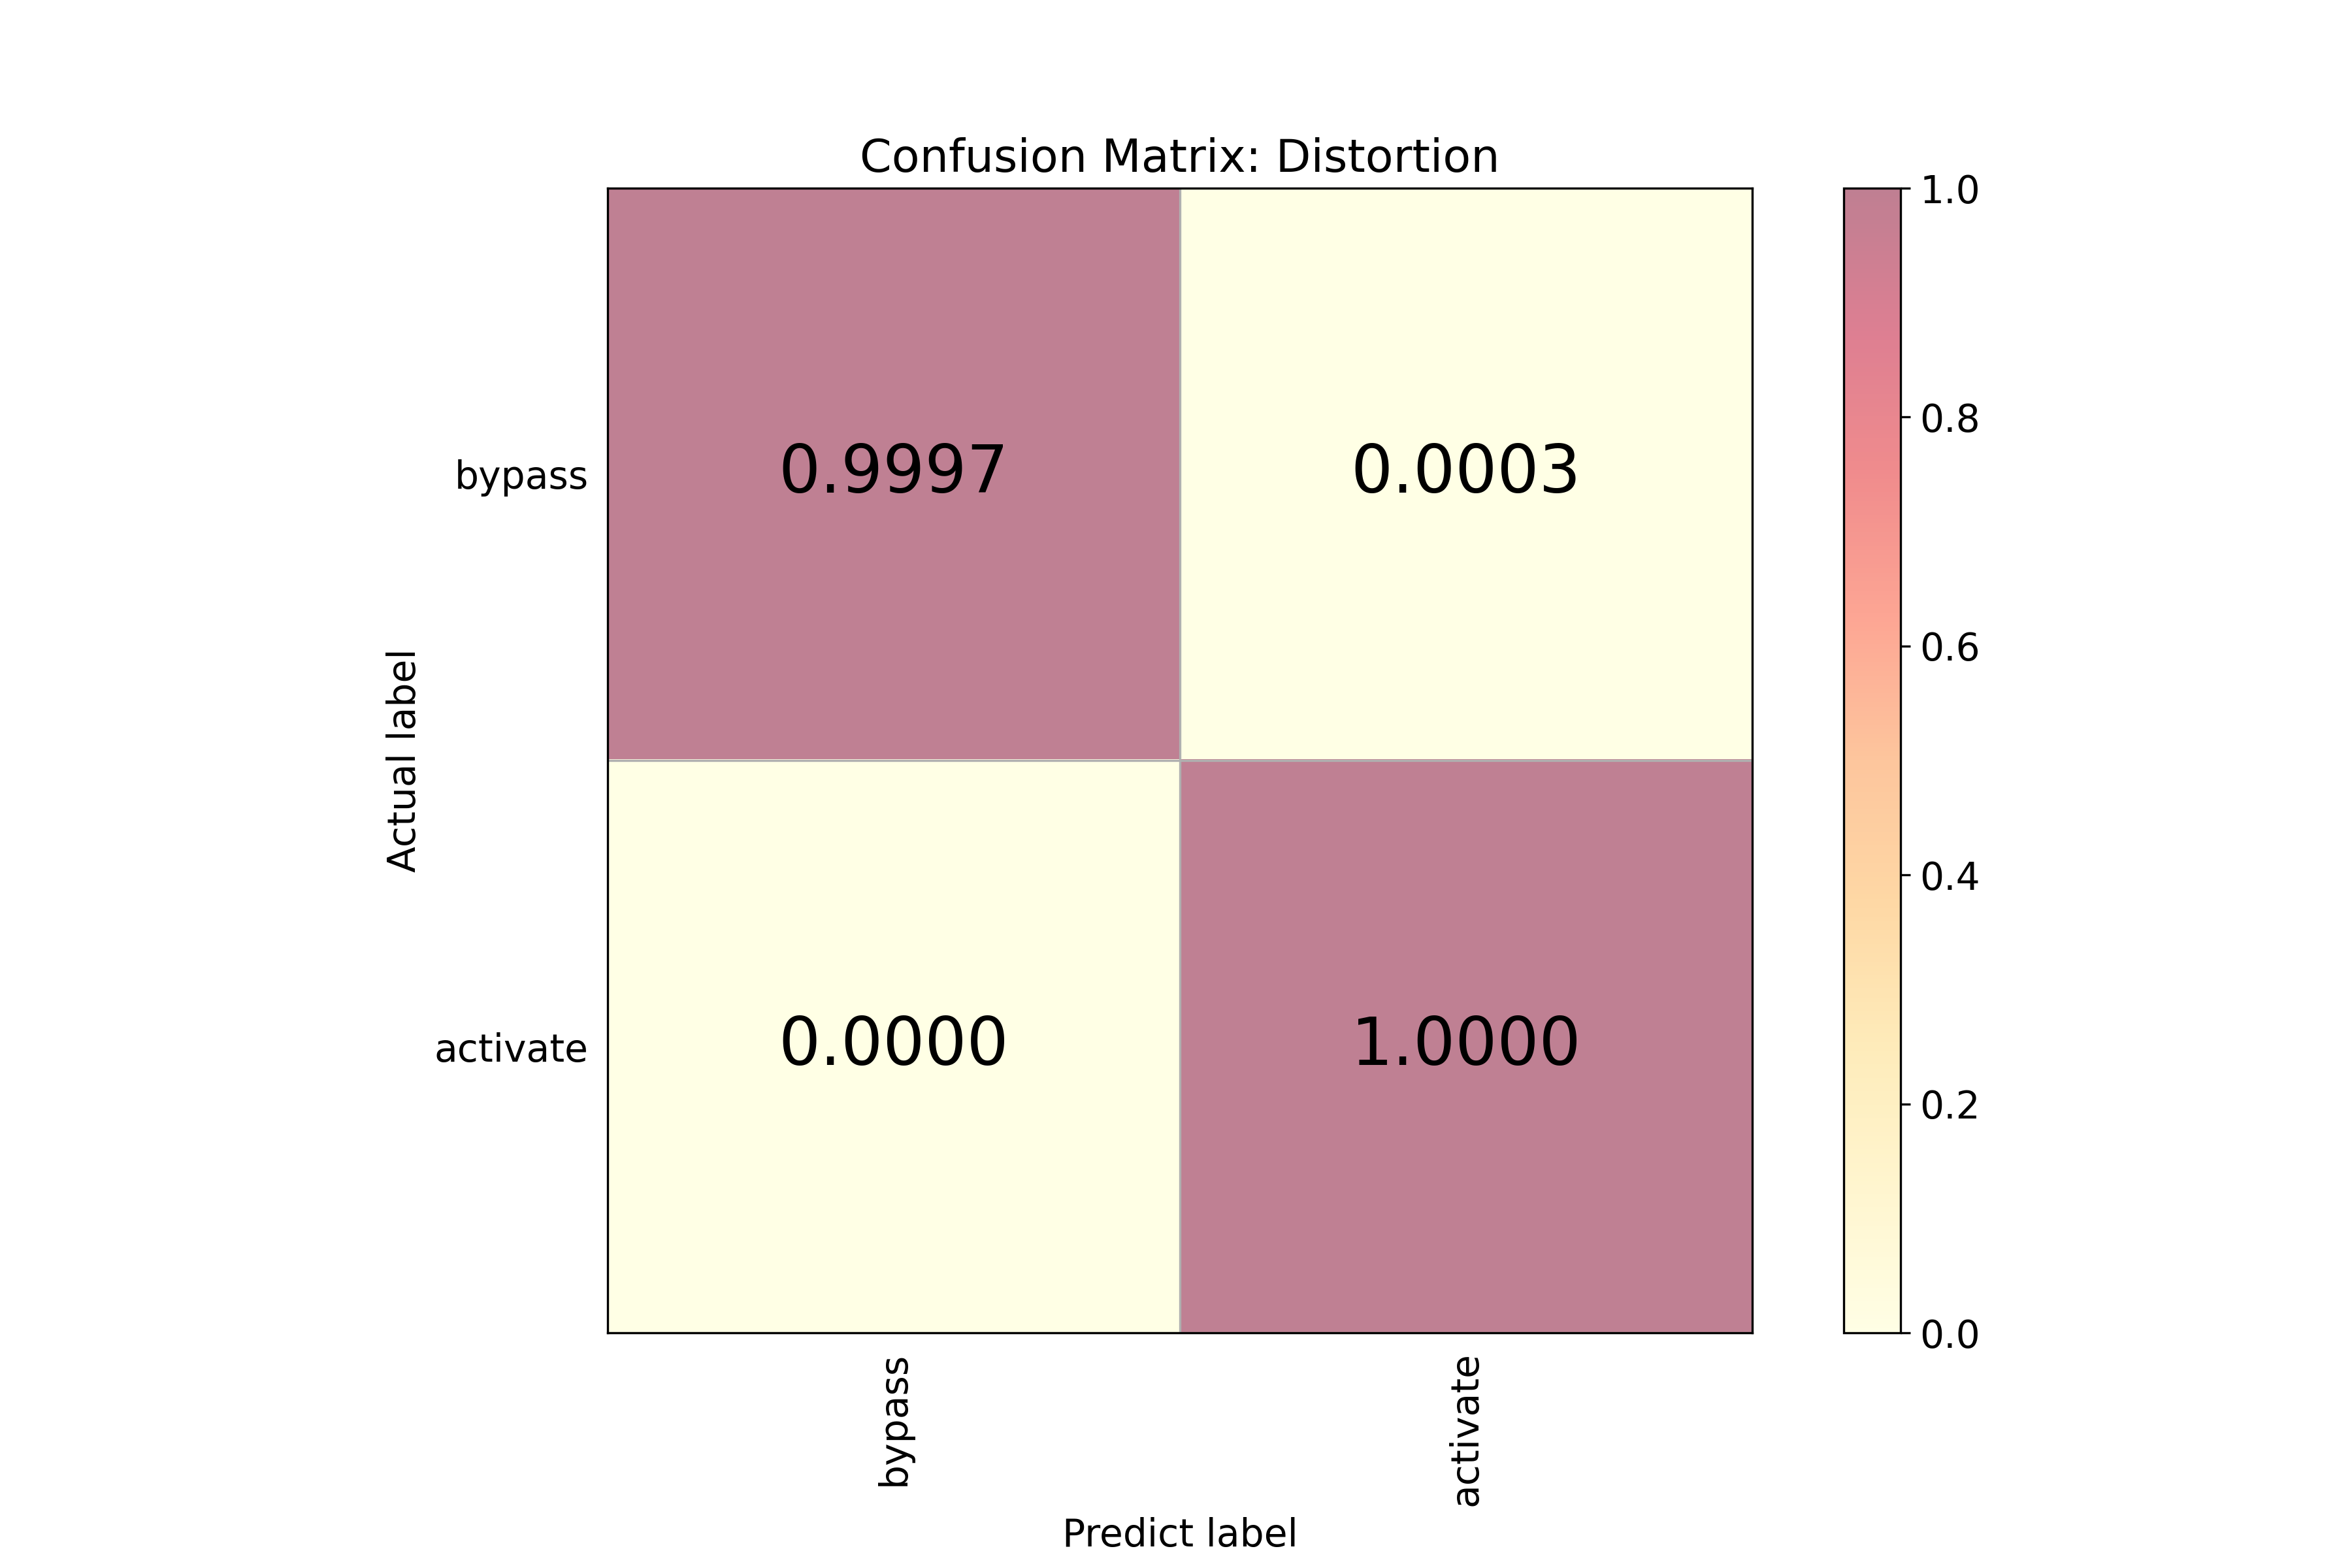 Confusion Matrix: Distortion
1.0
0.8
0.6
0.4
0.2
0.0
Actual label
bypass
0.9997 0.0003
activate
0.0000 1.0000
bypass
activate
Predict label